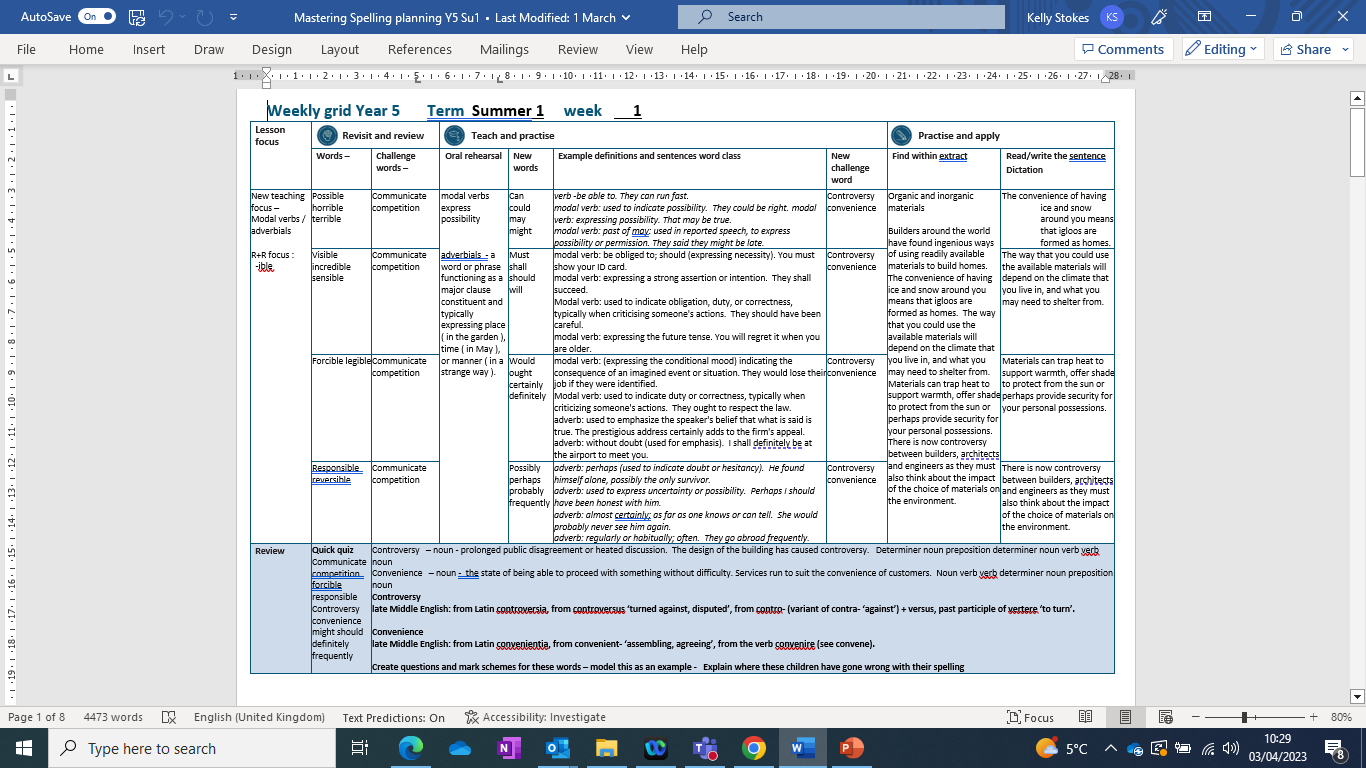 AutoSave On
Mastering Spelling planning Y5 Su1 • Last Modified: 1 March
Search
Kelly Stokes KS
File Home Insert Draw Design Layout References Mailings Review View Help
Comments Editing Share
Weekly grid Year 5 Term Summer 1 week 1
Lesson
focus
Revisit and review
Teach and practise
Practise and apply
Words –
Challenge
words –
Oral rehearsal
New
words
Example definitions and sentences word class
New
challenge
word
Find within extract
Read/write the sentence
Dictation
New teaching
focus –
Modal verbs /
adverbials
R+R focus :
-ible,
Possible
horrible
terrible
Communicate
competition
modal verbs
express
possibility
adverbials - a
word or phrase
functioning as a
major clause
constituent and
typically
expressing place
( in the garden ),
time ( in May ),
or manner ( in a
strange way ).
Can
could
may
might
verb -be able to. They can run fast.
modal verb: used to indicate possibility. They could be right. modal
verb: expressing possibility. That may be true.
modal verb: past of may: used in reported speech, to express
possibility or permission. They said they might be late.
Controversy
convenience
Organic and inorganic
materials
Builders around the world
have found ingenious ways
of using readily available
materials to build homes.
The convenience of having
ice and snow around you
means that igloos are
formed as homes. The way
that you could use the
available materials will
depend on the climate that
you live in, and what you
may need to shelter from.
Materials can trap heat to
support warmth, offer shade
to protect from the sun or
perhaps provide security for
your personal possessions.
There is now controversy
between builders, architects
and engineers as they must
also think about the impact
of the choice of materials on
the environment.
The convenience of having
ice and snow
around you means
that igloos are
formed as homes.
Visible
incredible
sensible
Communicate
competition
Must
shall
should
will
modal verb: be obliged to; should (expressing necessity). You must
show your ID card.
modal verb: expressing a strong assertion or intention. They shall
succeed.
Modal verb: used to indicate obligation, duty, or correctness,
typically when criticising someone's actions. They should have been
careful.
modal verb: expressing the future tense. You will regret it when you
are older.
Controversy
convenience
The way that you could use
the available materials will
depend on the climate that
you live in, and what you
may need to shelter from.
Forcible legible
Communicate
competition
Would
ought
certainly
definitely
modal verb: (expressing the conditional mood) indicating the
consequence of an imagined event or situation. They would lose their
job if they were identified.
Modal verb: used to indicate duty or correctness, typically when
criticizing someone's actions. They ought to respect the law.
adverb: used to emphasize the speaker's belief that what is said is
true. The prestigious address certainly adds to the firm's appeal.
adverb: without doubt (used for emphasis). I shall definitely be at
the airport to meet you.
Controversy
convenience
Materials can trap heat to
support warmth, offer shade
to protect from the sun or
perhaps provide security for
your personal possessions.
Responsible
reversible
Communicate
competition
Possibly
perhaps
probably
frequently
adverb: perhaps (used to indicate doubt or hesitancy). He found
himself alone, possibly the only survivor.
adverb: used to express uncertainty or possibility. Perhaps I should
have been honest with him.
adverb: almost certainly; as far as one knows or can tell. She would
probably never see him again.
adverb: regularly or habitually; often. They go abroad frequently.
Controversy
convenience
There is now controversy
between builders, architects
and engineers as they must
also think about the impact
of the choice of materials on
the environment.
Review
Quick quiz
Communicate
competition
forcible
responsible
Controversy
convenience
might should
definitely
frequently
Controversy – noun - prolonged public disagreement or heated discussion. The design of the building has caused controversy. Determiner noun preposition determiner noun verb verb
noun
Convenience – noun - the state of being able to proceed with something without difficulty. Services run to suit the convenience of customers. Noun verb verb determiner noun preposition
noun
Controversy
late Middle English: from Latin controversia, from controversus ‘turned against, disputed’, from contro- (variant of contra- ‘against’) + versus, past participle of vertere ‘to turn’.
Convenience
late Middle English: from Latin convenientia, from convenient- ‘assembling, agreeing’, from the verb convenire (see convene).
Create questions and mark schemes for these words – model this as an example - Explain where these children have gone wrong with their spelling
Page 1 of 8 4473 words English (United Kingdom) Text Predictions: On Accessibility: Investigate Focus 80%
Type here to search
5°C
10:29
03/04/2023
8